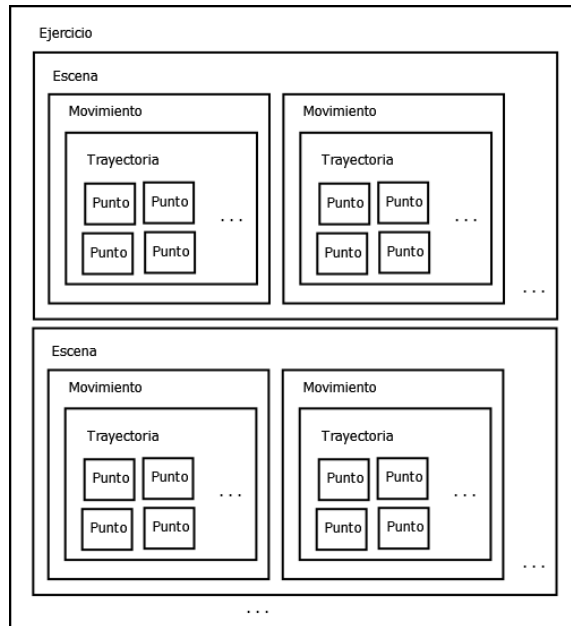 Ejercicio
Escena
Movimiento Movimiento
Trayectoria Trayectoria
Punto Punto Punto Punto
. . . . . .
Punto Punto Punto Punto
. . .
Escena
Movimiento Movimiento
Trayectoria Trayectoria
Punto Punto Punto Punto
. . . . . .
Punto Punto Punto Punto
. . .
. . .